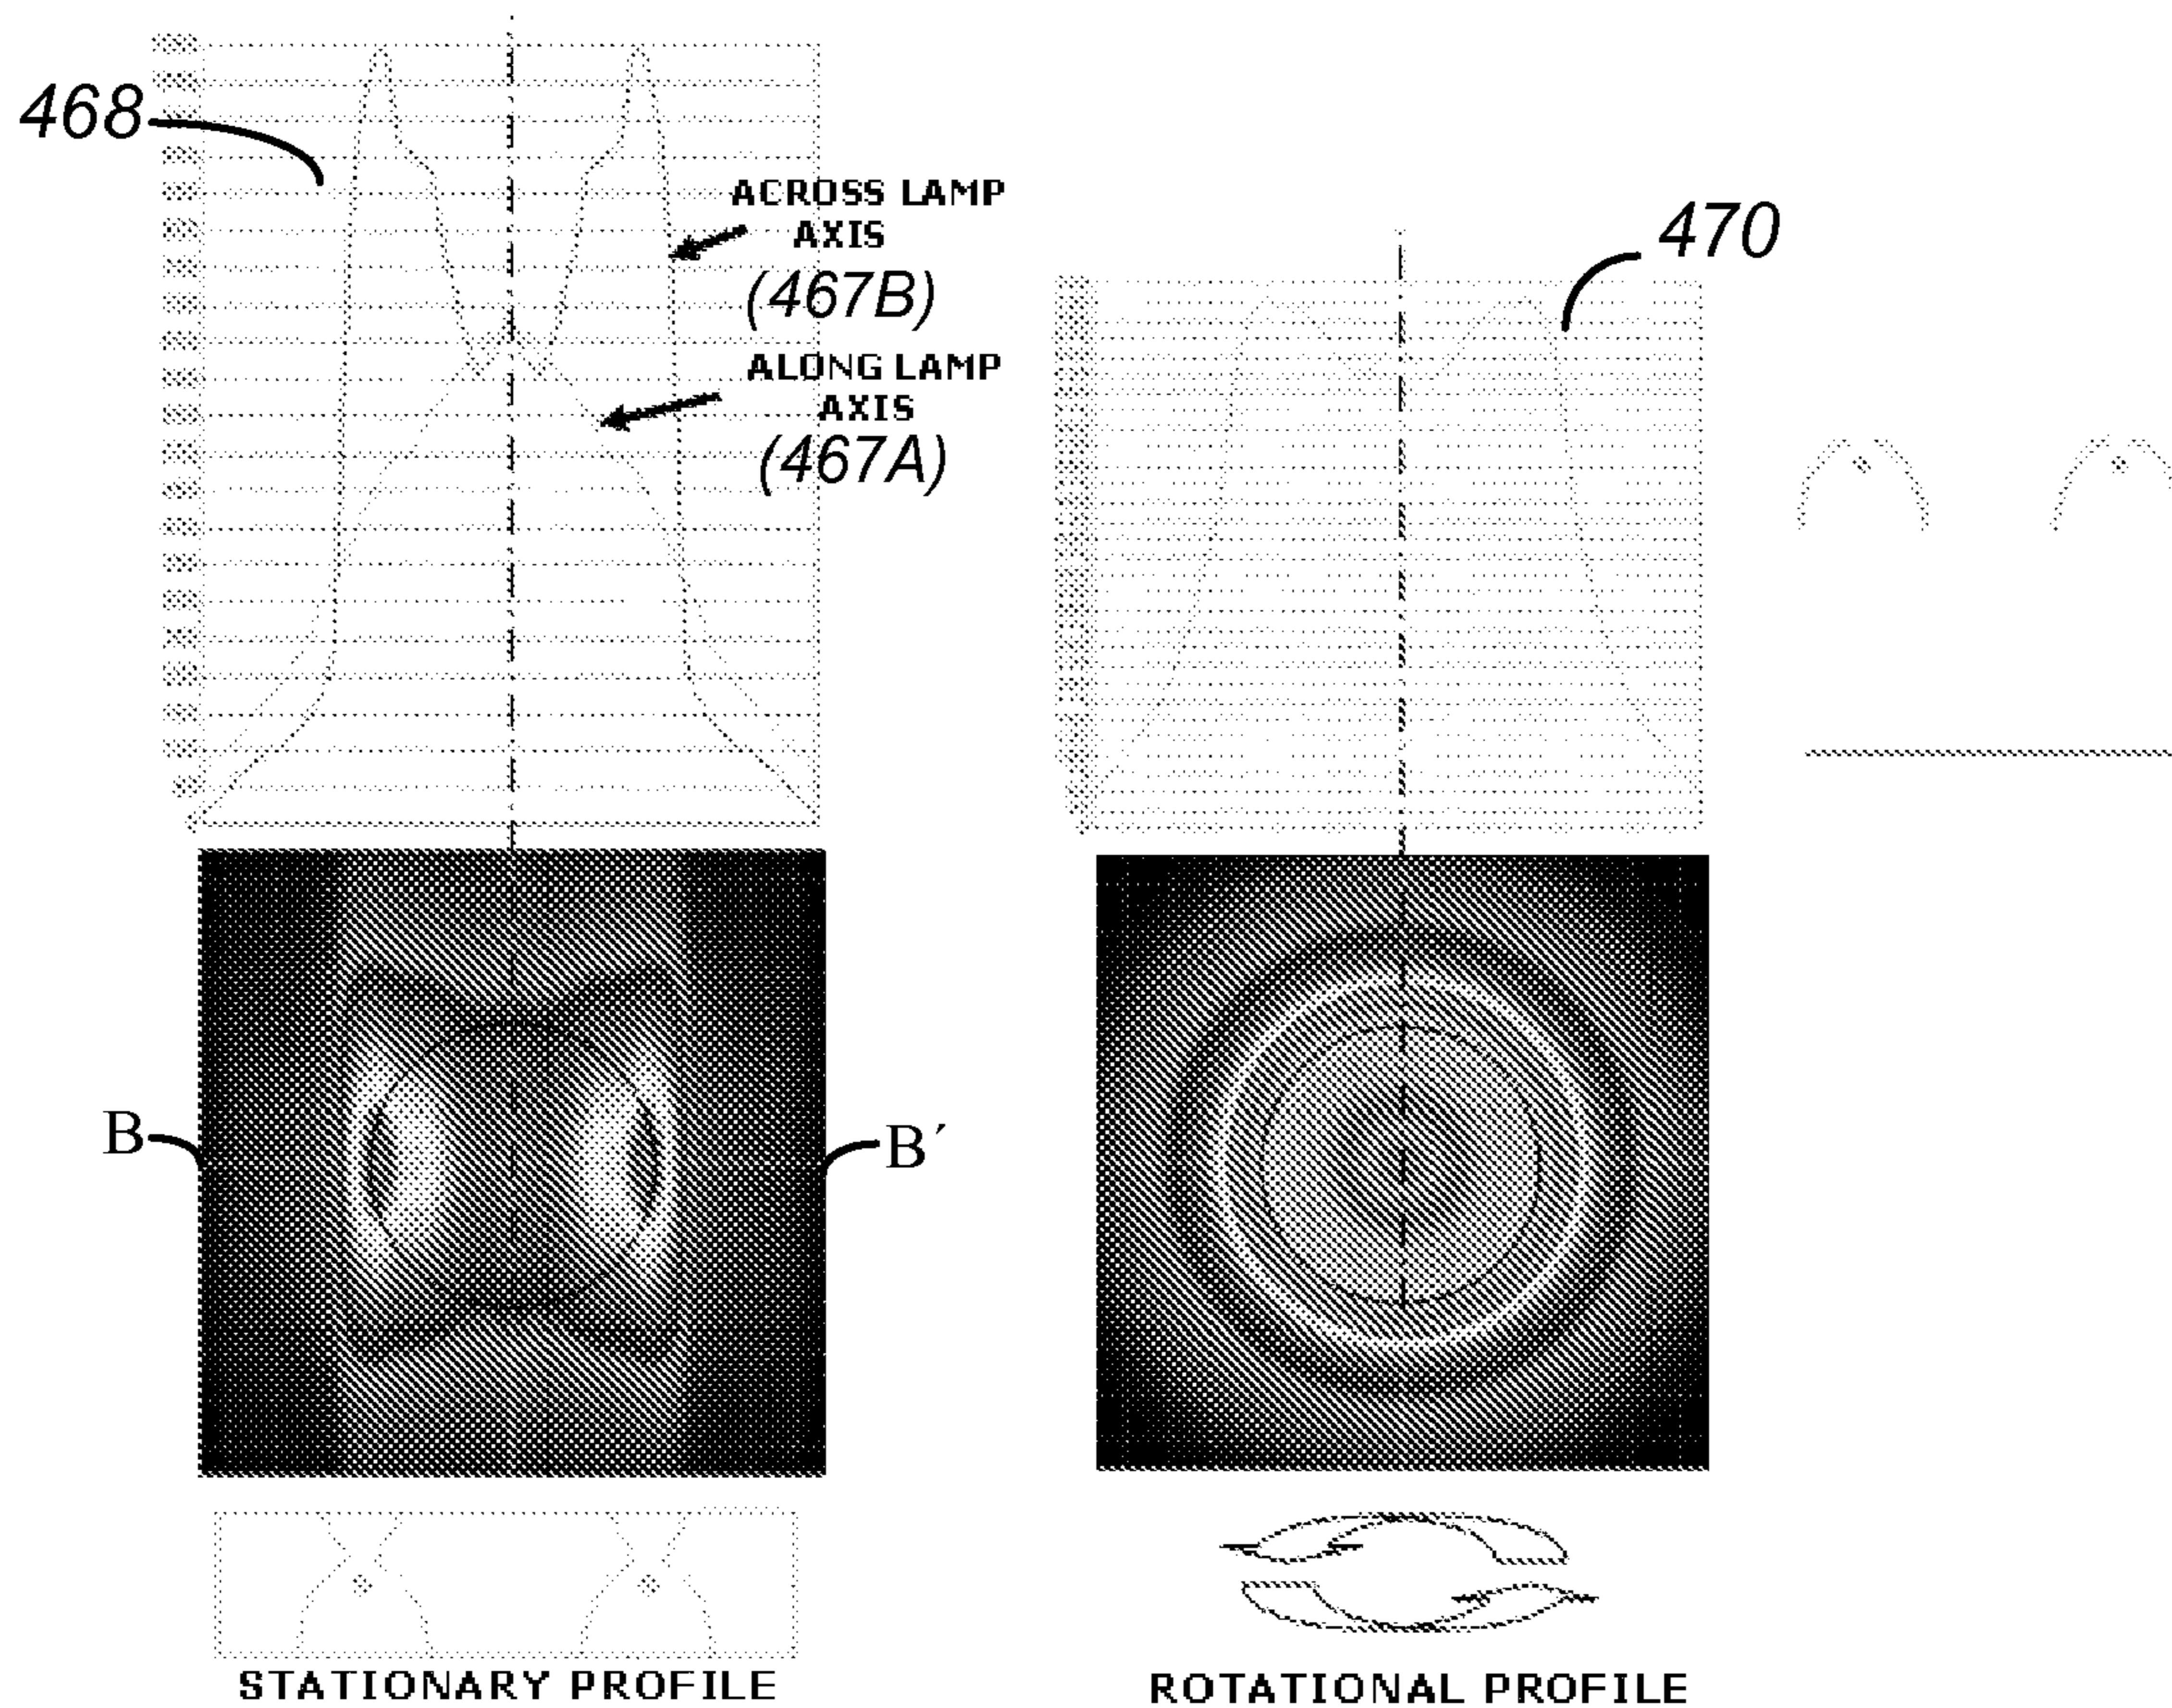 468
ACROSS LAMP
AXIS
(467B)
ALONG LAMP
AXIS
(467A)
470
B
B´
STATIONARY PROFILE
ROTATIONAL PROFILE